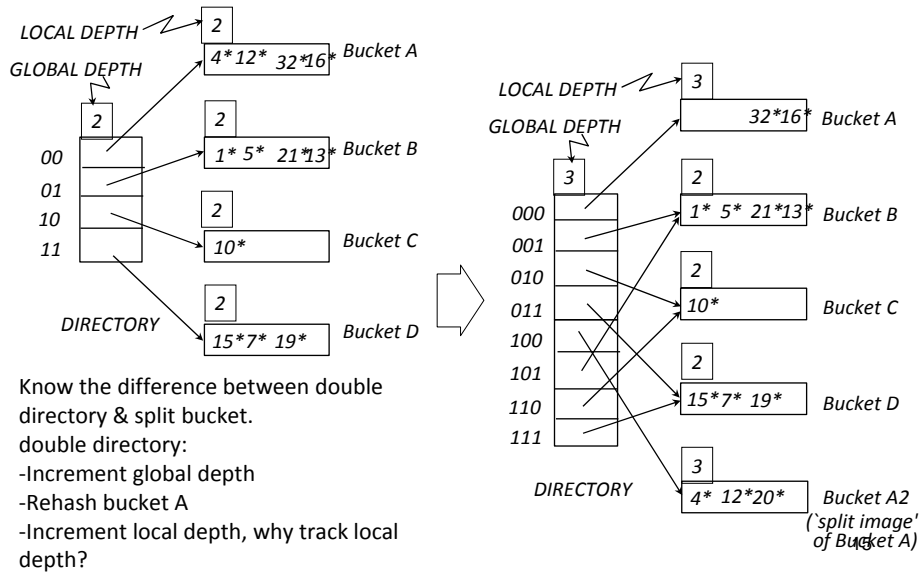 2
LOCAL DEPTH
4* 12* 32* 16* Bucket A
GLOBAL DEPTH
2
2
00
1* 5* 21* 13* Bucket B
01
10
2
11
10* Bucket C
2
DIRECTORY
15* 7* 19* Bucket D
Know the difference between double
directory & split bucket.
double directory:
-Increment global depth
-Rehash bucket A
-Increment local depth, why track local
depth?
3
LOCAL DEPTH
32* 16* Bucket A
GLOBAL DEPTH
3
2
000
1* 5* 21* 13* Bucket B
001
010
2
011
10* Bucket C
100
101
2
110
15* 7* 19* Bucket D
111
3
DIRECTORY
4* 12* 20* Bucket A2
(`split image'
of Bucket A)
15